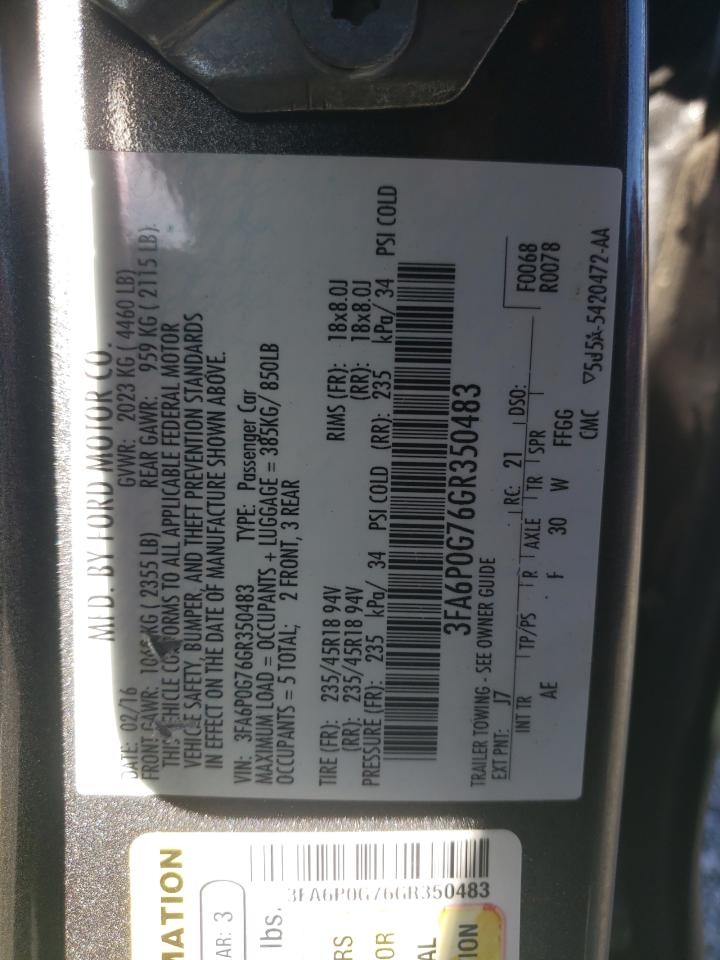 MFD. BY FORD MOTOR CO.
DATE: 02/16 GVWR: 2023 KG ( 4460 LB)
FRONT GAWR: KG ( 2355 LB) REAR GAWR: 959 KG ( 2115 LB).
THIS VEHICLE CONFORMS TO ALL APPLICABLE FEDERAL MOTOR
VEHICLE SAFETY, BUMPER, AND THEFT PREVENTION STANDARDS
IN EFFECT ON THE DATE OF MANUFACTURE SHOWN ABOVE.
VIN: 3FA6P0G76GR350483 TYPE: Passenger Car
MAXIMUM LOAD = OCCUPANTS + LUGGAGE = 385KG/ 850LB
OCCUPANTS = 5 TOTAL; 2 FRONT, 3 REAR
TIRE (FR): 235/45R18 94V RIMS (FR): 18x8.0J
(RR): 235/45R18 94V (RR): 18x8.0J
PRESSURE (FR): 235 kPa/ 34 PSI COLD (RR): 235 kPa/ 34 PSI COLD
3FA6P0G76GR350483
TRAILER TOWING - SEE OWNER GUIDE
F0068
EXT PNT: J7 RC: 21 DSO: R0078
INT TR TP/PS R AXLE TR SPR
AE F 30 W FFGG
CMC ▽5U5A-5420472-AA
MATION
AR: 3
3FA6P0G76GR350483
lbs.
RS
OR
AL
ION